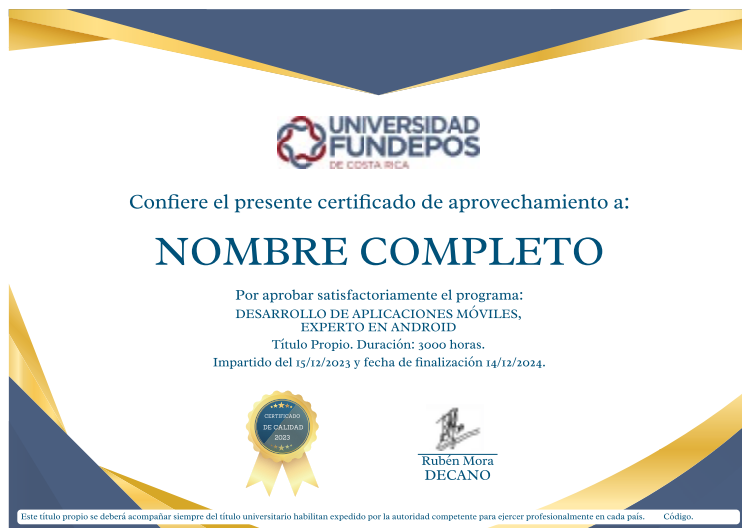 UNIVERSIDAD
FUNDEPOS
DE COSTA RICA
Confiere el presente certificado de aprovechamiento a:
NOMBRE COMPLETO
Por aprobar satisfactoriamente el programa:
DESARROLLO DE APLICACIONES MÓVILES,
EXPERTO EN ANDROID
Título Propio. Duración: 3000 horas.
Impartido del 15/12/2023 y fecha de finalización 14/12/2024.
CERTIFICADO
DE CALIDAD
2023
Rubén Mora
DECANO
Este título propio se deberá acompañar siempre del título universitario habilitan expedido por la autoridad competente para ejercer profesionalmente en cada país. Código.